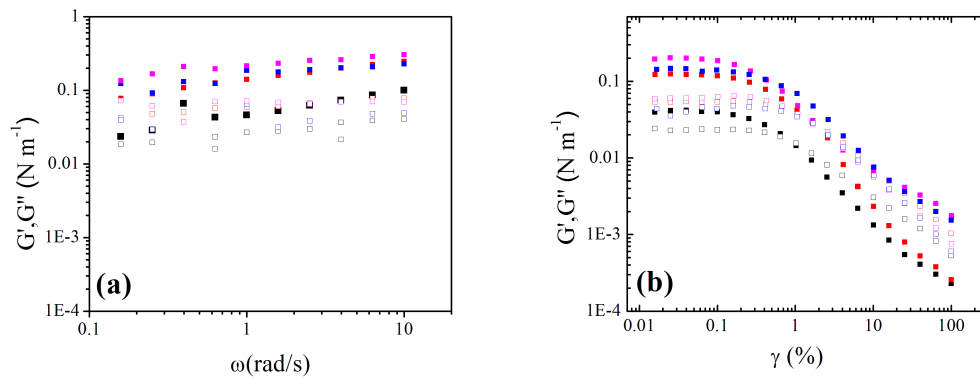 1
0.1
0.01
1E-3
1E-4
G',G'' (N m⁻¹)
(a)
0.1
1
10
ω(rad/s)
0.1
0.01
1E-3
1E-4
G',G'' (N m⁻¹)
(b)
0.01
0.1
1
10
100
γ (%)